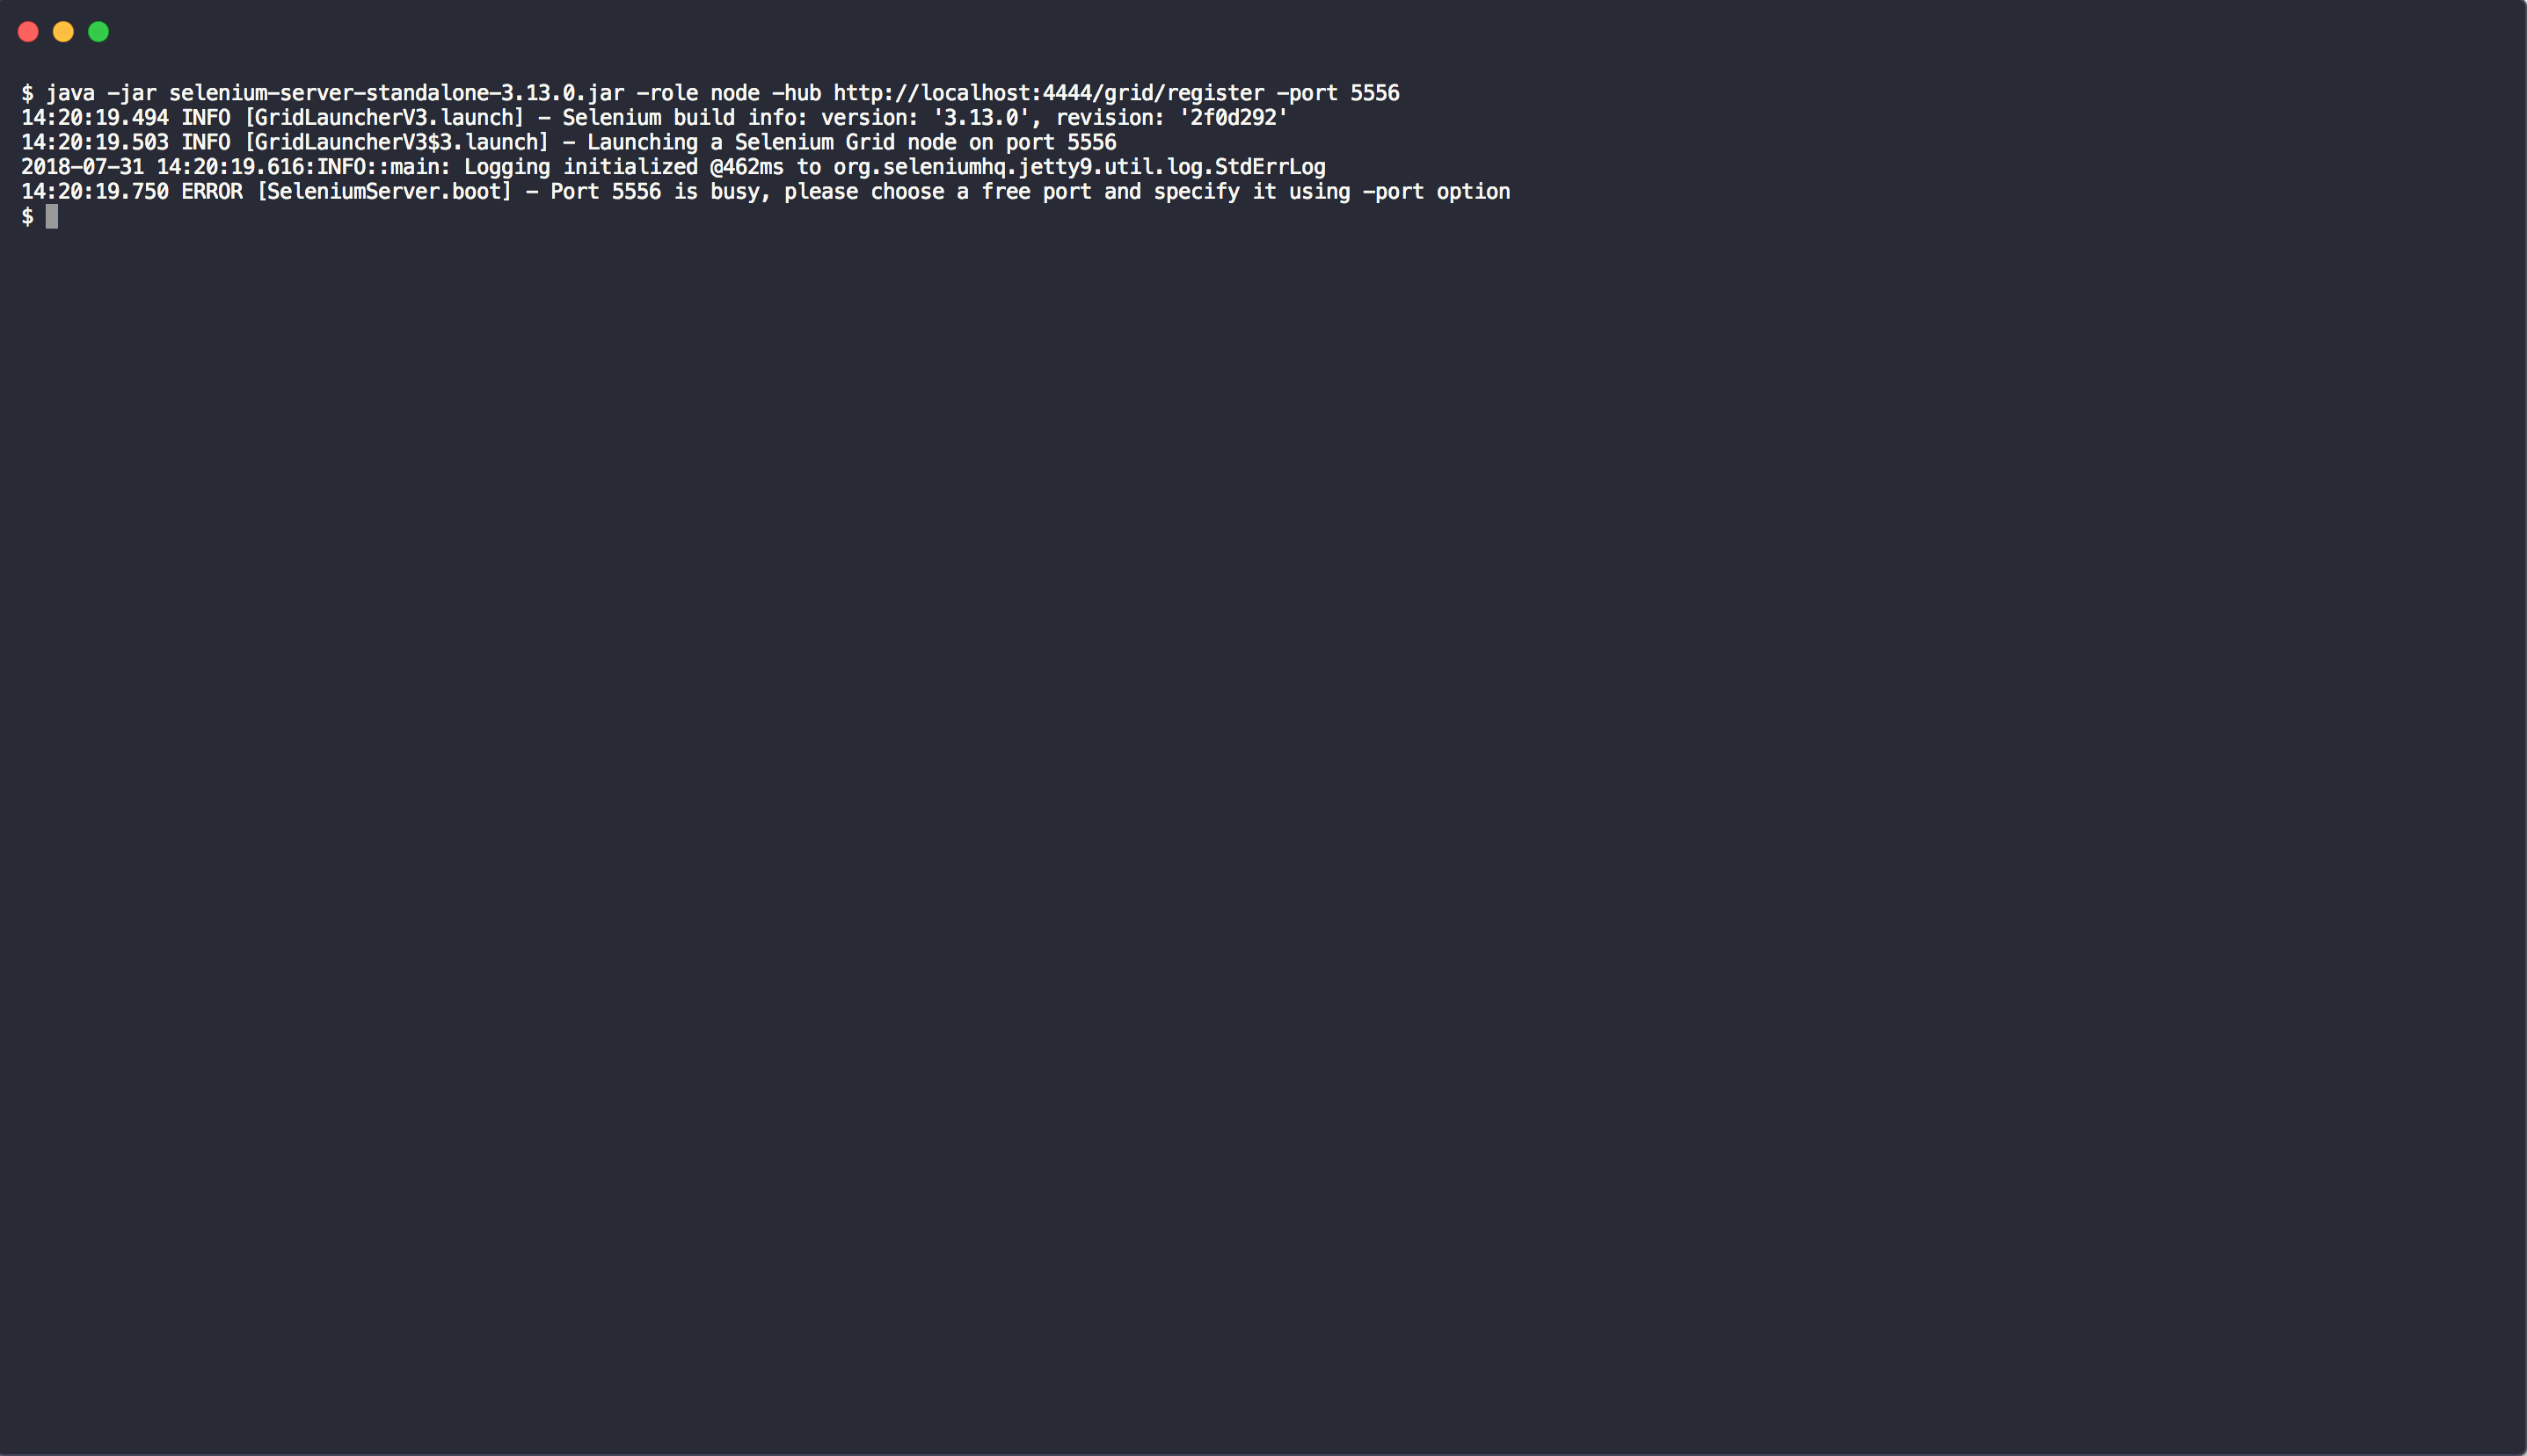 $ java -jar selenium-server-standalone-3.13.0.jar -role node -hub http://localhost:4444/grid/register -port 5556
14:20:19.494 INFO [GridLauncherV3.launch] - Selenium build info: version: '3.13.0', revision: '2f0d292'
14:20:19.503 INFO [GridLauncherV3$3.launch] - Launching a Selenium Grid node on port 5556
2018-07-31 14:20:19.616:INFO::main: Logging initialized @462ms to org.seleniumhq.jetty9.util.log.StdErrLog
14:20:19.750 ERROR [SeleniumServer.boot] - Port 5556 is busy, please choose a free port and specify it using -port option
$